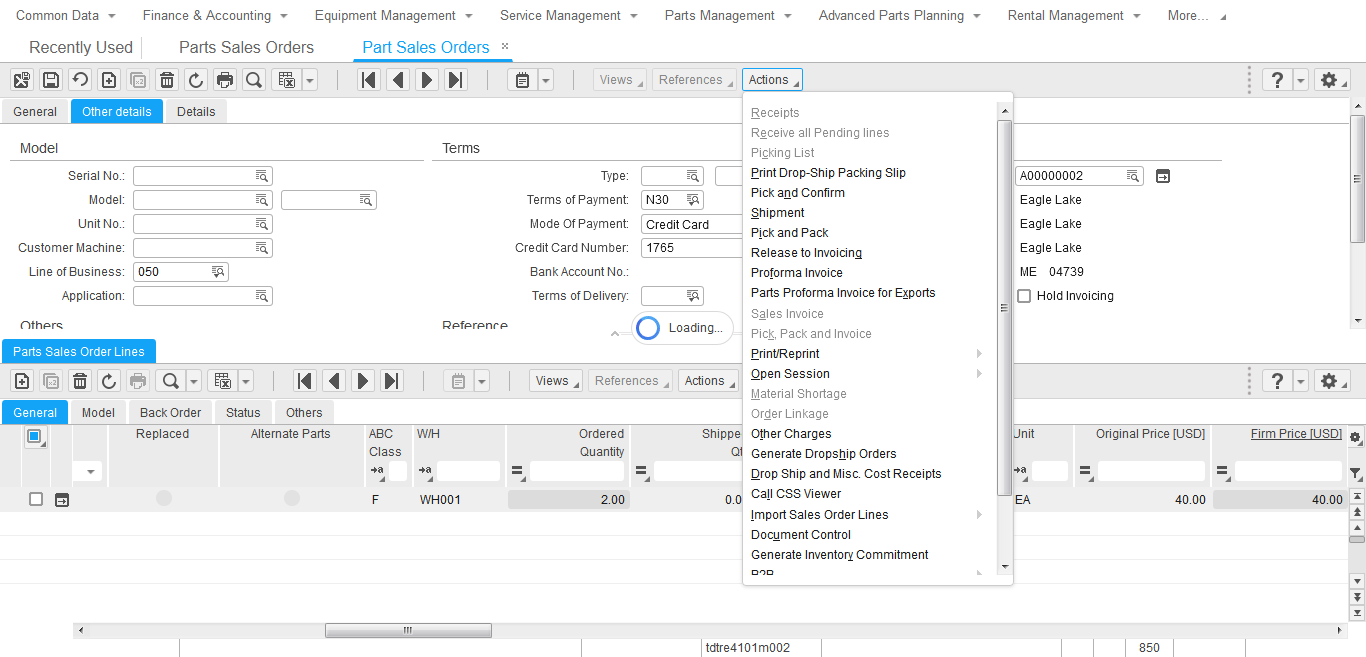 Common Data Finance & Accounting Equipment Management Service Management Parts Management Advanced Parts Planning Rental Management More...
Recently Used Parts Sales Orders Part Sales Orders ×
Views References Actions
General Other details Details
Model
Serial No.:
Model:
Unit No.:
Customer Machine:
Line of Business: 050
Application:
Others
Terms
Type:
Terms of Payment: N30
Mode Of Payment: Credit Card
Credit Card Number: 1765
Bank Account No.:
Terms of Delivery:
Reference
Loading...
Receipts
Receive all Pending lines
Picking List
Print Drop-Ship Packing Slip
Pick and Confirm
Shipment
Pick and Pack
Release to Invoicing
Proforma Invoice
Parts Proforma Invoice for Exports
Sales Invoice
Pick, Pack and Invoice
Print/Reprint
Open Session
Material Shortage
Order Linkage
Other Charges
Generate Dropship Orders
Drop Ship and Misc. Cost Receipts
Call CSS Viewer
Import Sales Order Lines
Document Control
Generate Inventory Commitment
B2B
A00000002
Eagle Lake
Eagle Lake
Eagle Lake
ME 04739
Hold Invoicing
Parts Sales Order Lines
Views References Actions
General Model Back Order Status Others
Replaced Alternate Parts ABC Class W/H Ordered Quantity Shippe Qt Unit Original Price [USD] Firm Price [USD]
F WH001 2.00 0.0 EA 40.00 40.00
tdtre4101m002 850